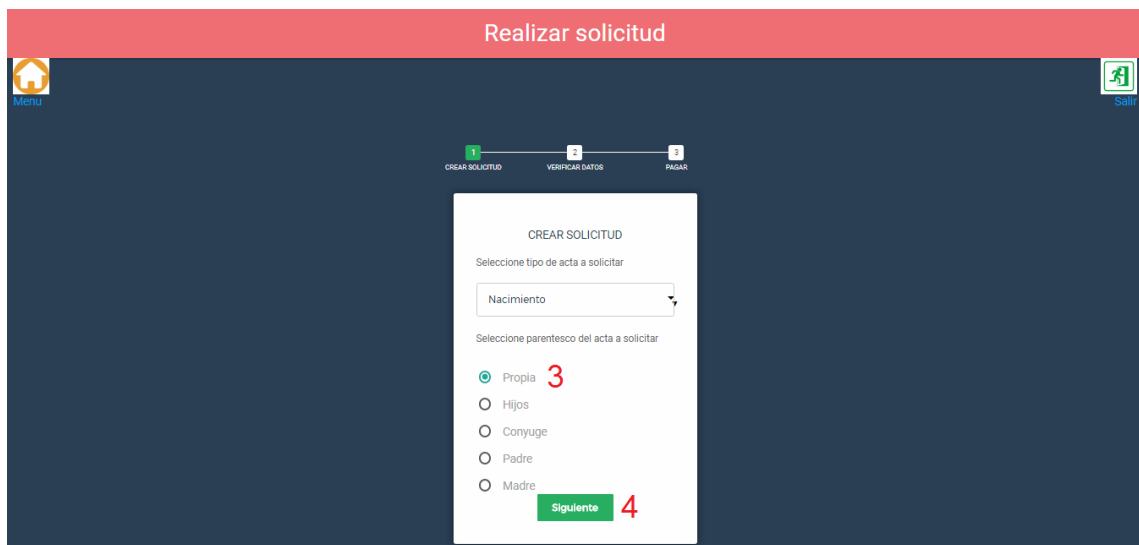 Realizar solicitud
Menu
Salir
1
2
3
CREAR SOLICITUD
VERIFICAR DATOS
PAGAR
CREAR SOLICITUD
Seleccione tipo de acta a solicitar
Nacimiento
Seleccione parentesco del acta a solicitar
Propia 3
Hijos
Conyuge
Padre
Madre
Siguiente 4